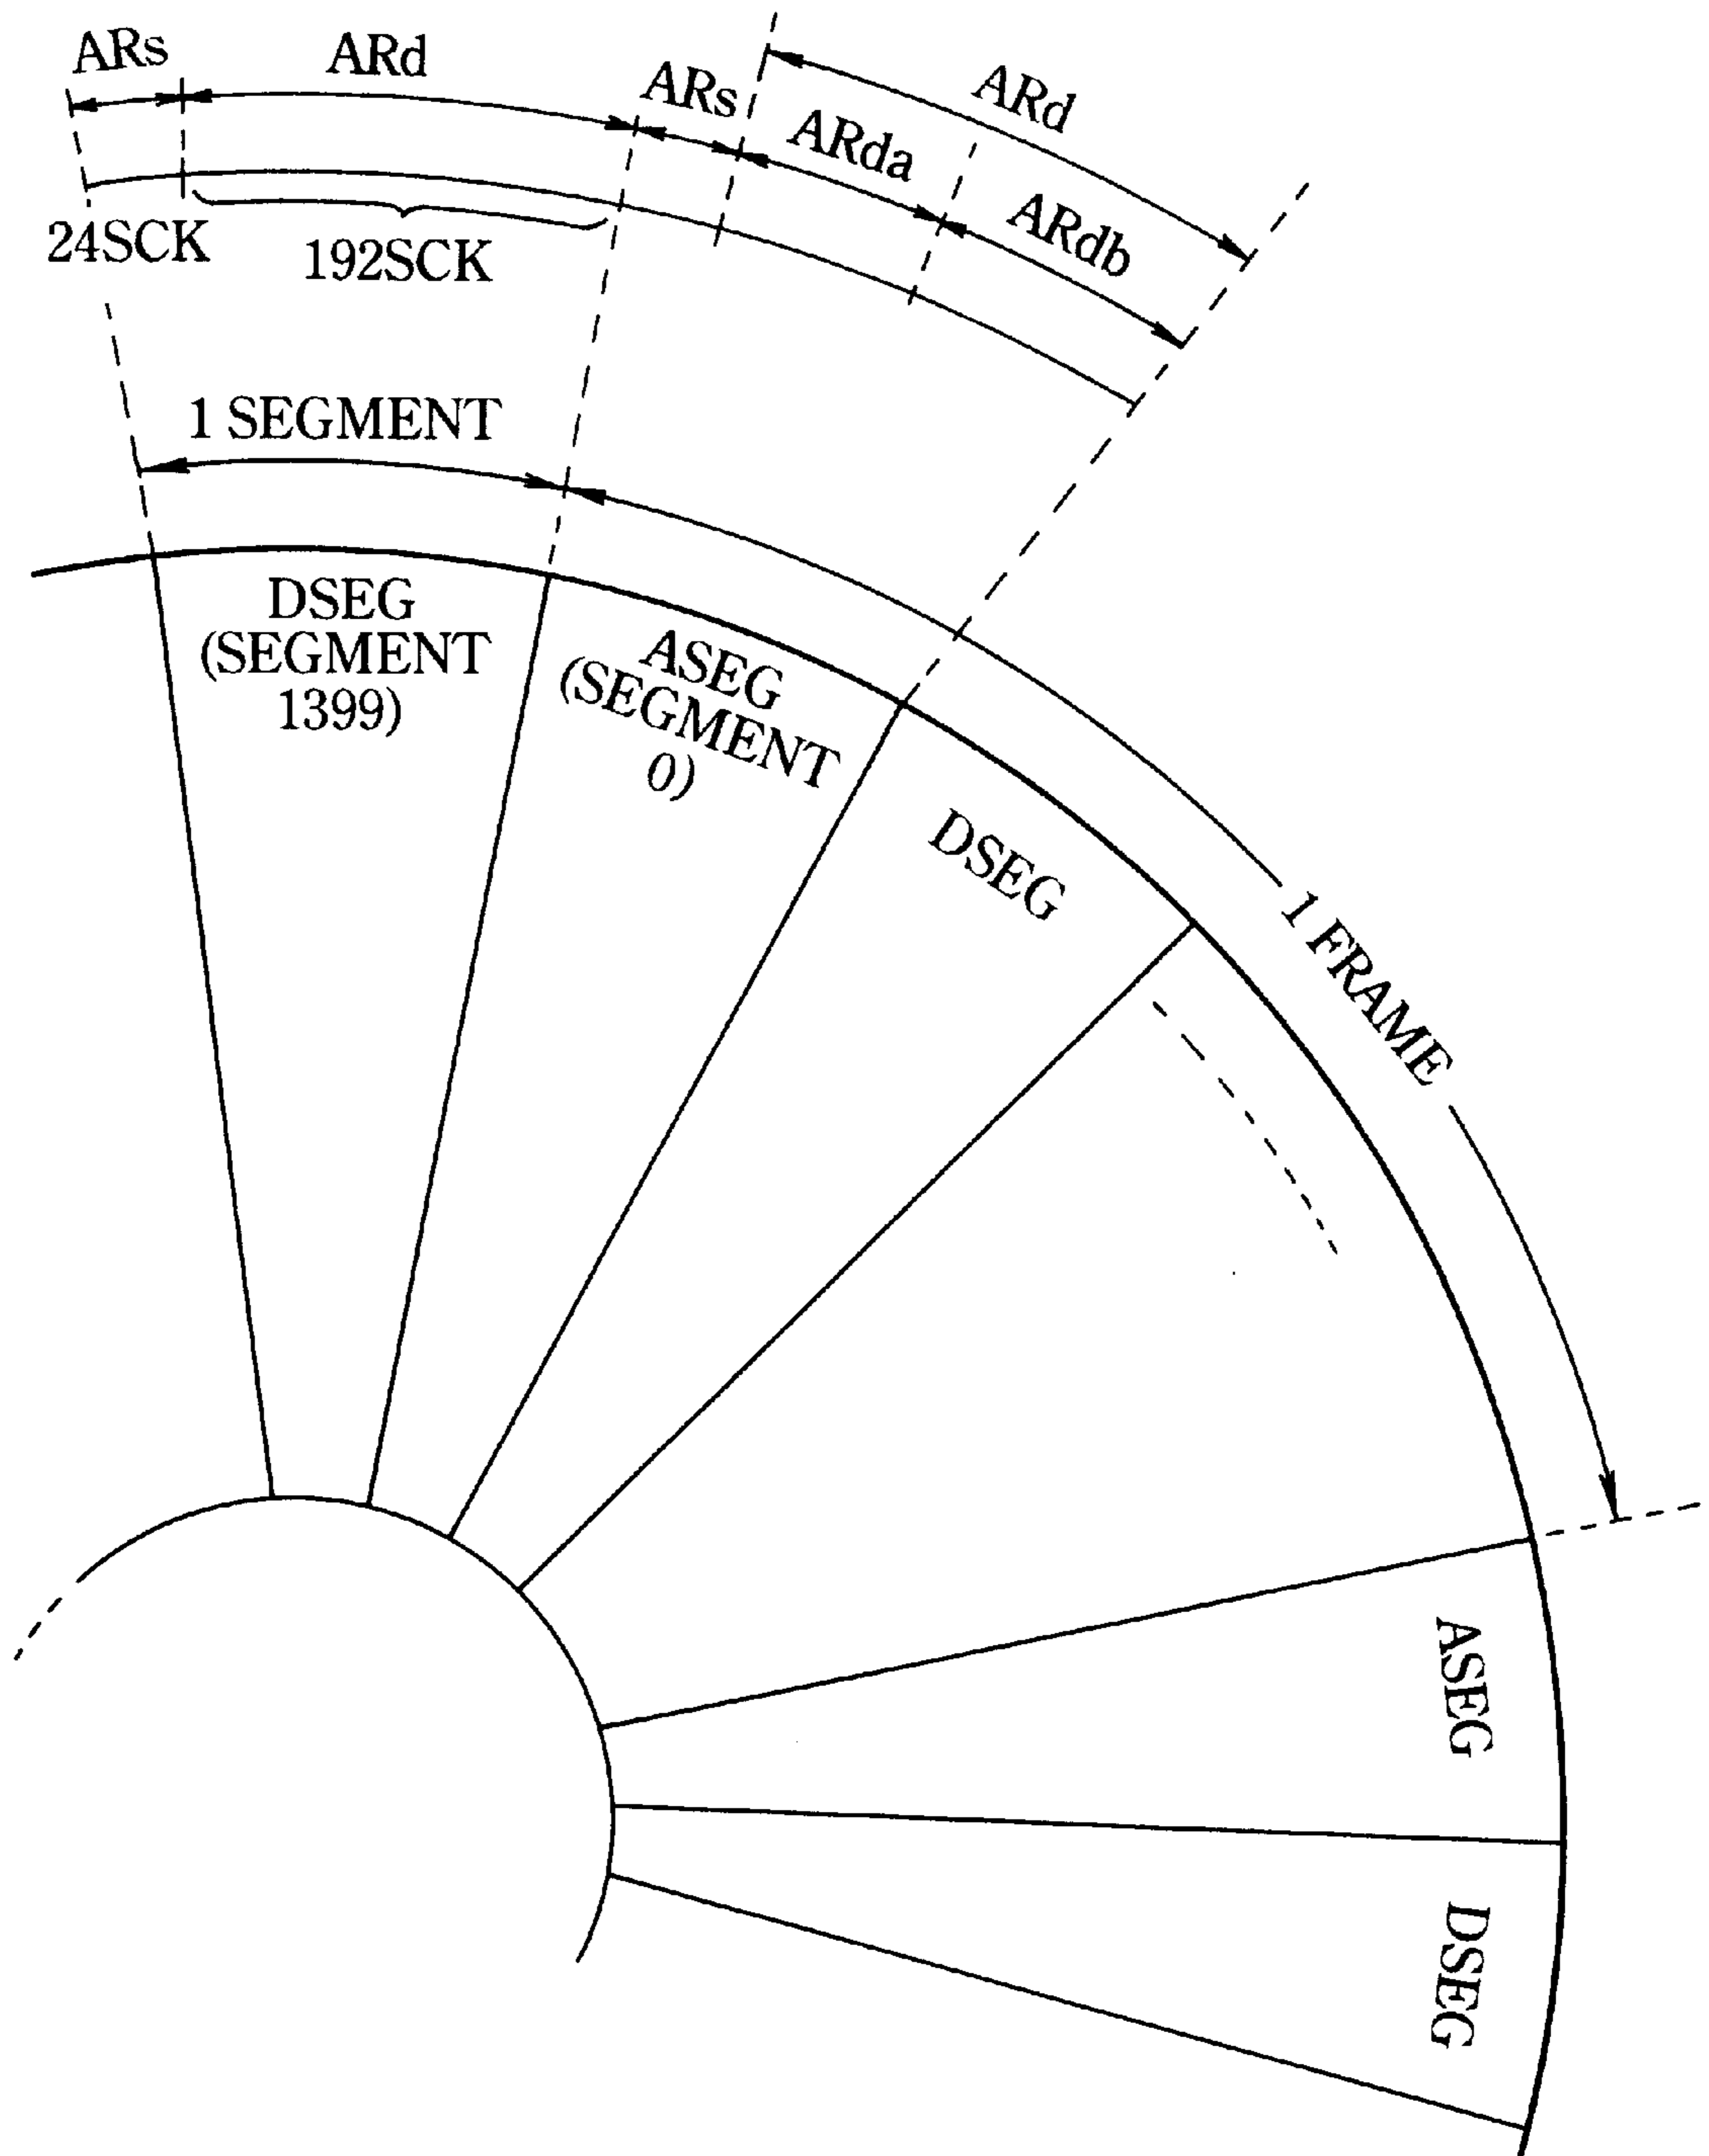 ARs
ARd
ARs
ARd
ARda
ARdb
24SCK
192SCK
1 SEGMENT
DSEG
(SEGMENT
1399)
ASEG
(SEGMENT
0)
DSEG
1 FRAME
ASEG
DSEG